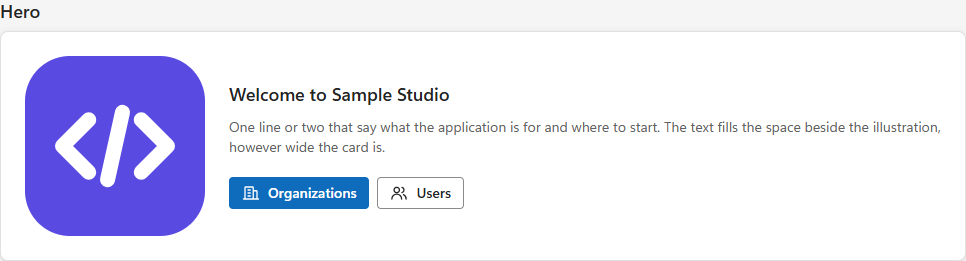 Hero
</>
Welcome to Sample Studio
One line or two that say what the application is for and where to start. The text fills the space beside the illustration,
however wide the card is.
Organizations
Users